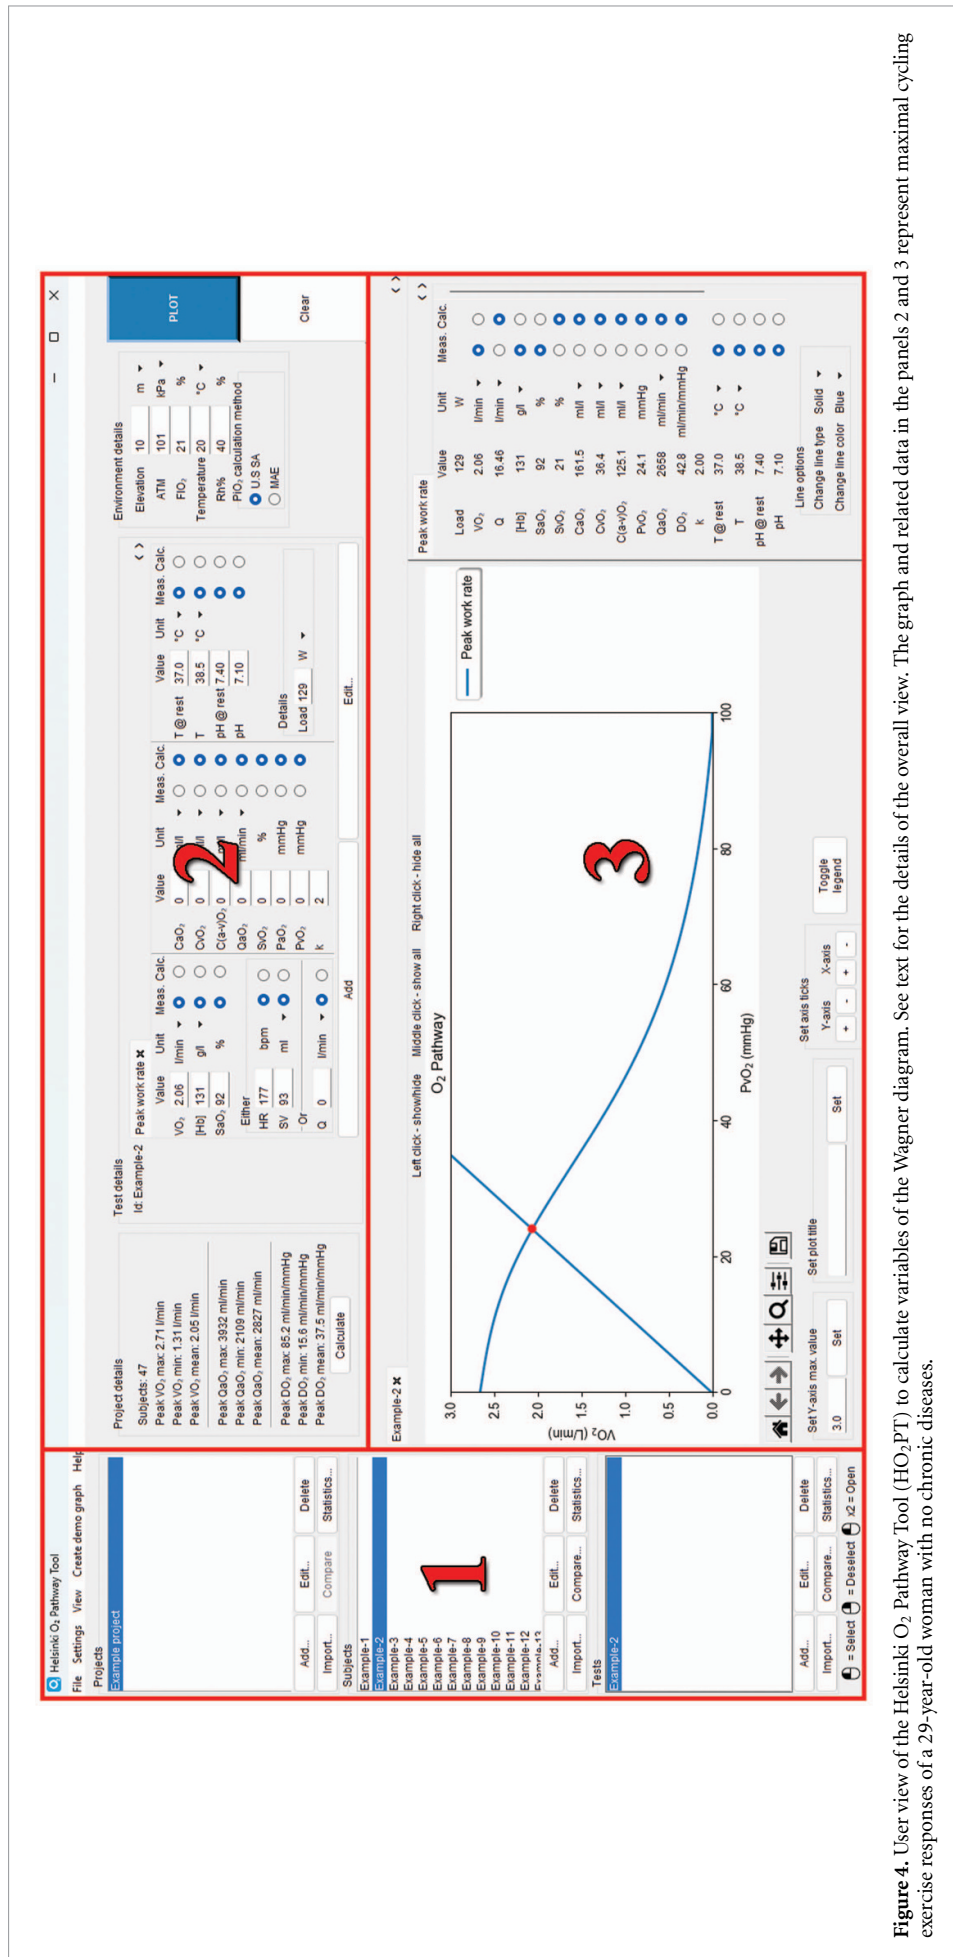 Helsinki O₂ Pathway Tool
File Settings View Create demo graph Help
Projects
Example project
Add... Edit... Delete
Import... Compare Statistics...
Subjects
Example-1
Example-2
Example-3
Example-4
Example-5
Example-6
Example-7
Example-8
Example-9
Example-10
Example-11
Example-12
Example-13
Add... Edit... Delete
Import... Compare... Statistics...
Tests
Example-2
Add... Edit... Delete
Import... Compare... Statistics...
= Select = Deselect x2 = Open
1
Project details
Subjects: 47
Peak VO₂ max: 2.71 l/min
Peak VO₂ min: 1.31 l/min
Peak VO₂ mean: 2.05 l/min
Peak QaO₂ max: 3932 ml/min
Peak QaO₂ min: 2109 ml/min
Peak QaO₂ mean: 2827 ml/min
Peak DO₂ max: 85.2 ml/min/mmHg
Peak DO₂ min: 15.6 ml/min/mmHg
Peak DO₂ mean: 37.5 ml/min/mmHg
Calculate
Test details
Id: Example-2
Peak work rate ×
Value Unit Meas. Calc.
VO₂ 2.06 l/min
[Hb] 131 g/l
SaO₂ 92 %
Either
HR 177 bpm
SV 93 ml
Or
Q 0 l/min
Value Unit Meas. Calc.
CaO₂ 0 ml/l
CvO₂ 0 ml/l
C(a-v)O₂ 0 ml/l
QaO₂ 0 ml/min
SvO₂ 0 %
PaO₂ 0 mmHg
PvO₂ 0 mmHg
k 2
Value Unit Meas. Calc.
T @ rest 37.0 °C
T 38.5 °C
pH @ rest 7.40
pH 7.10
Details
Load 129 W
Add Edit...
2
Environment details
Elevation 10 m
ATM 101 kPa
FIO₂ 21 %
Temperature 20 °C
Rh% 40 %
PiO₂ calculation method
U.S SA
MAE
PLOT
Clear
Example-2 ×
Left click - show/hide Middle click - show all Right click - hide all
O₂ Pathway
Peak work rate
VO₂ (L/min)
3.0
2.5
2.0
1.5
1.0
0.5
0.0
0 20 40 60 80 100
PvO₂ (mmHg)
3
Set Y-axis max. value
3.0 Set
Set plot title
Set
Set axis ticks
Y-axis X-axis
+ - + -
Toggle
legend
Peak work rate
Value Unit Meas. Calc.
Load 129 W
VO₂ 2.06 l/min
Q 16.46 l/min
[Hb] 131 g/l
SaO₂ 92 %
SvO₂ 21 %
CaO₂ 161.5 ml/l
CvO₂ 36.4 ml/l
C(a-v)O₂ 125.1 ml/l
PvO₂ 24.1 mmHg
QaO₂ 2658 ml/min
DO₂ 42.8 ml/min/mmHg
k 2.00
T @ rest 37.0 °C
T 38.5 °C
pH @ rest 7.40
pH 7.10
Line options
Change line type Solid
Change line color Blue
Figure 4. User view of the Helsinki O₂ Pathway Tool (HO₂PT) to calculate variables of the Wagner diagram. See text for the details of the overall view. The graph and related data in the panels 2 and 3 represent maximal cycling
exercise responses of a 29-year-old woman with no chronic diseases.